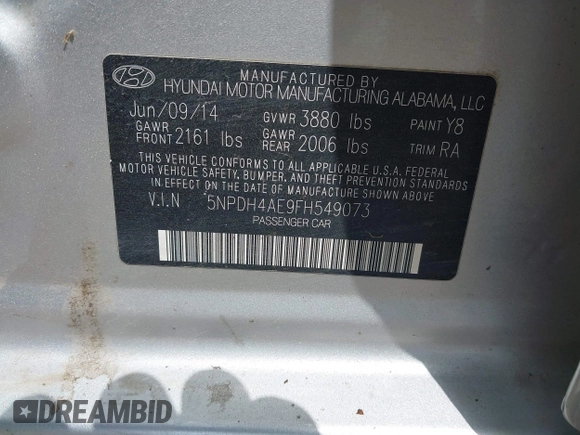 MANUFACTURED BY
HYUNDAI MOTOR MANUFACTURING ALABAMA, LLC
Jun/09/14 GVWR 3880 lbs PAINT Y8
GAWR FRONT 2161 lbs GAWR REAR 2006 lbs TRIM RA
THIS VEHICLE CONFORMS TO ALL APPLICABLE U.S.A. FEDERAL
MOTOR VEHICLE SAFETY, BUMPER, AND THEFT PREVENTION STANDARDS
IN EFFECT ON THE DATE OF MANUFACTURE SHOWN ABOVE
V.I.N 5NPDH4AE9FH549073
PASSENGER CAR
DREAMBID